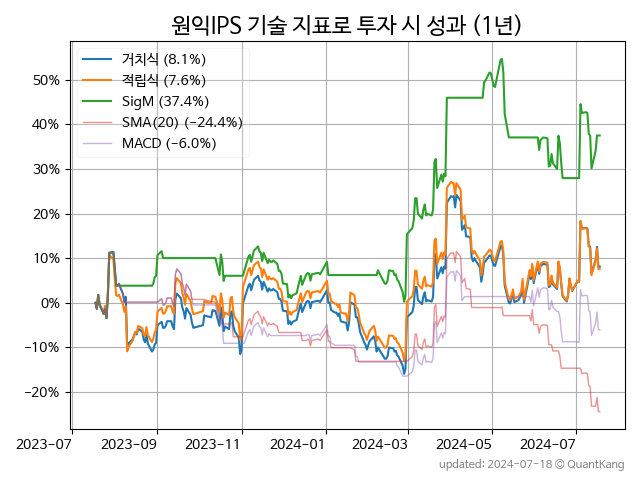 원익IPS 기술 지표로 투자 시 성과 (1년)
거치식 (8.1%)
적립식 (7.6%)
SigM (37.4%)
SMA(20) (−24.4%)
MACD (−6.0%)
50%
40%
30%
20%
10%
0%
−10%
−20%
2023-07 2023-09 2023-11 2024-01 2024-03 2024-05 2024-07
updated: 2024-07-18 © QuantKang